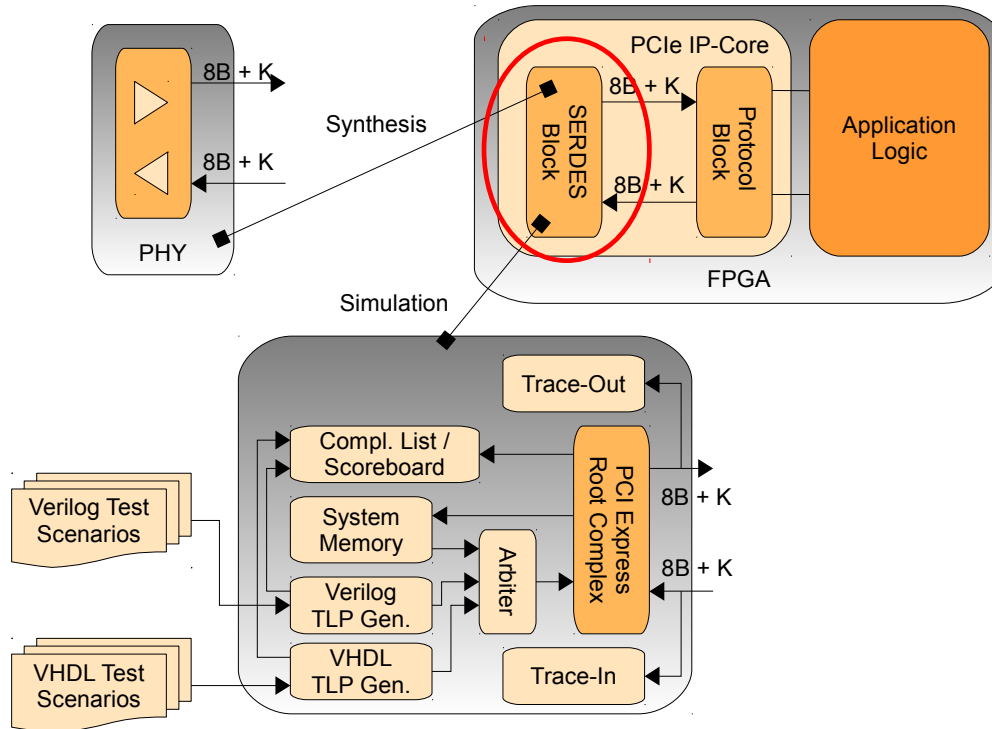 8B + K
8B + K
PHY
Synthesis
PCIe IP-Core
SERDES
Block
8B + K
8B + K
Protocol
Block
Application
Logic
FPGA
Simulation
Trace-Out
Compl. List /
Scoreboard
PCI Express
Root Complex
8B + K
Verilog Test
Scenarios
System
Memory
Arbiter
8B + K
Verilog
TLP Gen.
VHDL
TLP Gen.
VHDL Test
Scenarios
Trace-In